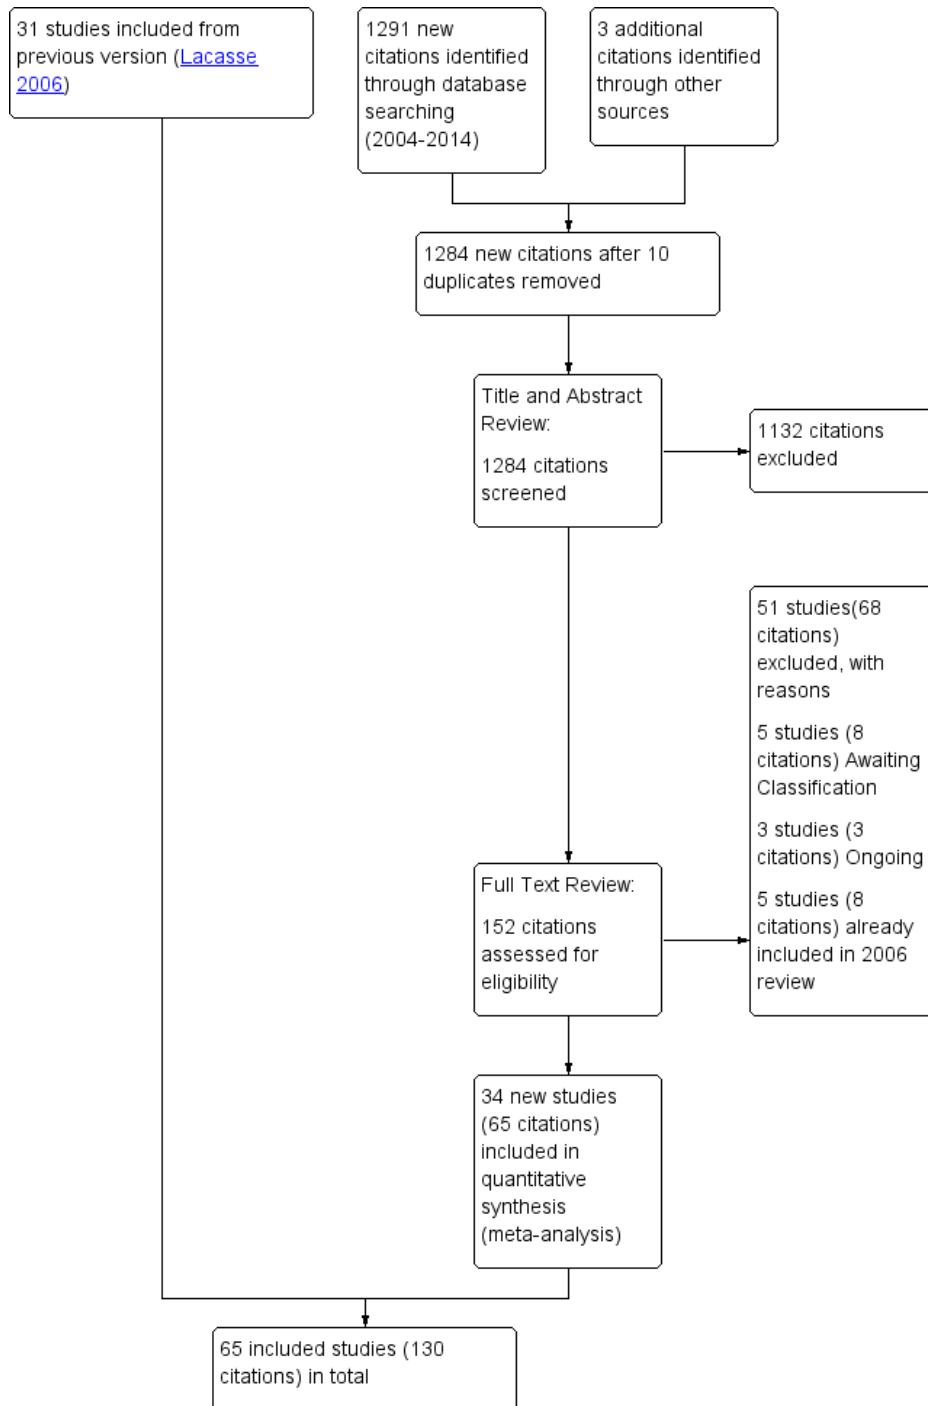 31 studies included from
previous version (Lacasse
2006)
1291 new
citations identified
through database
searching
(2004-2014)
3 additional
citations identified
through other
sources
1284 new citations after 10
duplicates removed
Title and Abstract
Review:
1284 citations
screened
1132 citations
excluded
51 studies(68
citations)
excluded, with
reasons
5 studies (8
citations) Awaiting
Classification
3 studies (3
citations) Ongoing
5 studies (8
citations) already
included in 2006
review
Full Text Review:
152 citations
assessed for
eligibility
34 new studies
(65 citations)
included in
quantitative
synthesis
(meta-analysis)
65 included studies (130
citations) in total